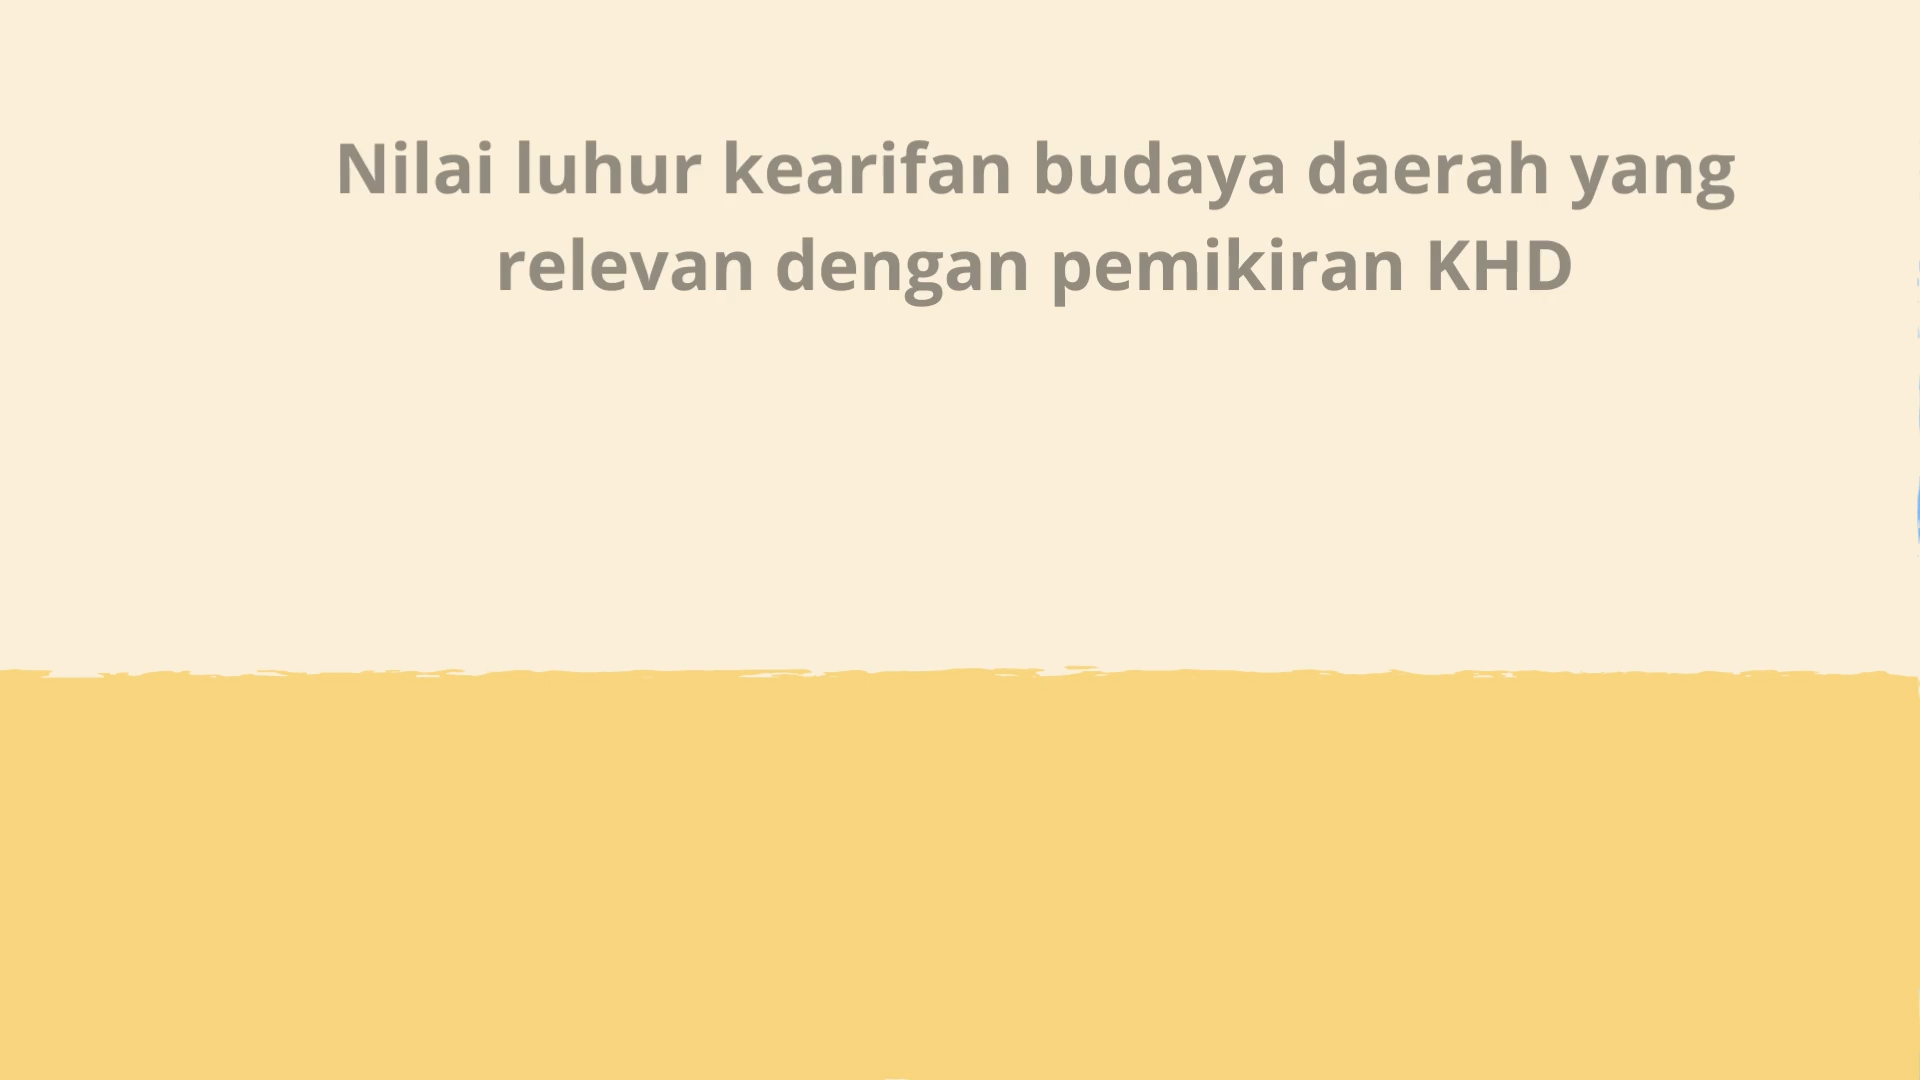 Nilai luhur kearifan budaya daerah yang
relevan dengan pemikiran KHD